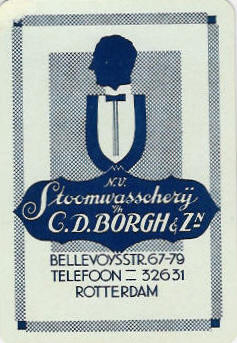 N.V.
Stoomwasscherij
v/h
C.D. BORGH & ZN
BELLEVOYSSTR. 67-79
TELEFOON — 32631
ROTTERDAM